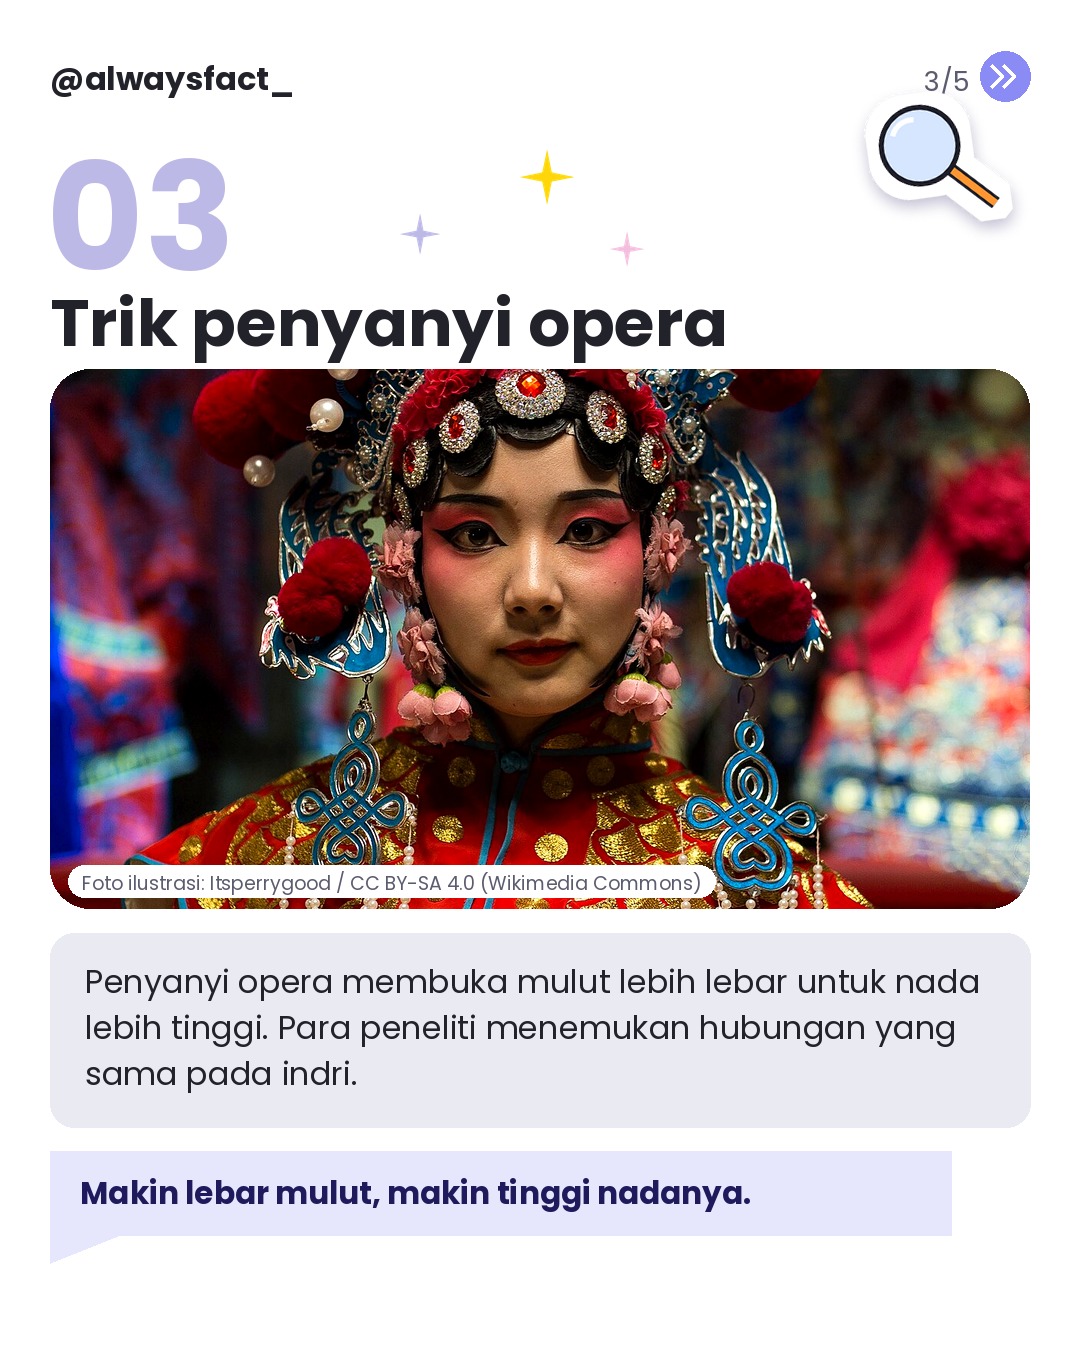 @alwaysfact_
3/5
03
Trik penyanyi opera
Foto ilustrasi: Itsperrygood / CC BY-SA 4.0 (Wikimedia Commons)
Penyanyi opera membuka mulut lebih lebar untuk nada
lebih tinggi. Para peneliti menemukan hubungan yang
sama pada indri.
Makin lebar mulut, makin tinggi nadanya.